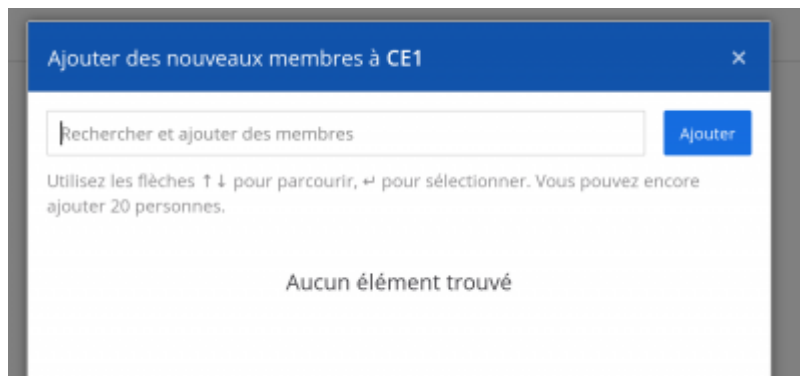 Ajouter des nouveaux membres à CE1 ×
Rechercher et ajouter des membres
Ajouter
Utilisez les flèches ↑ ↓ pour parcourir, ↵ pour sélectionner. Vous pouvez encore
ajouter 20 personnes.
Aucun élément trouvé